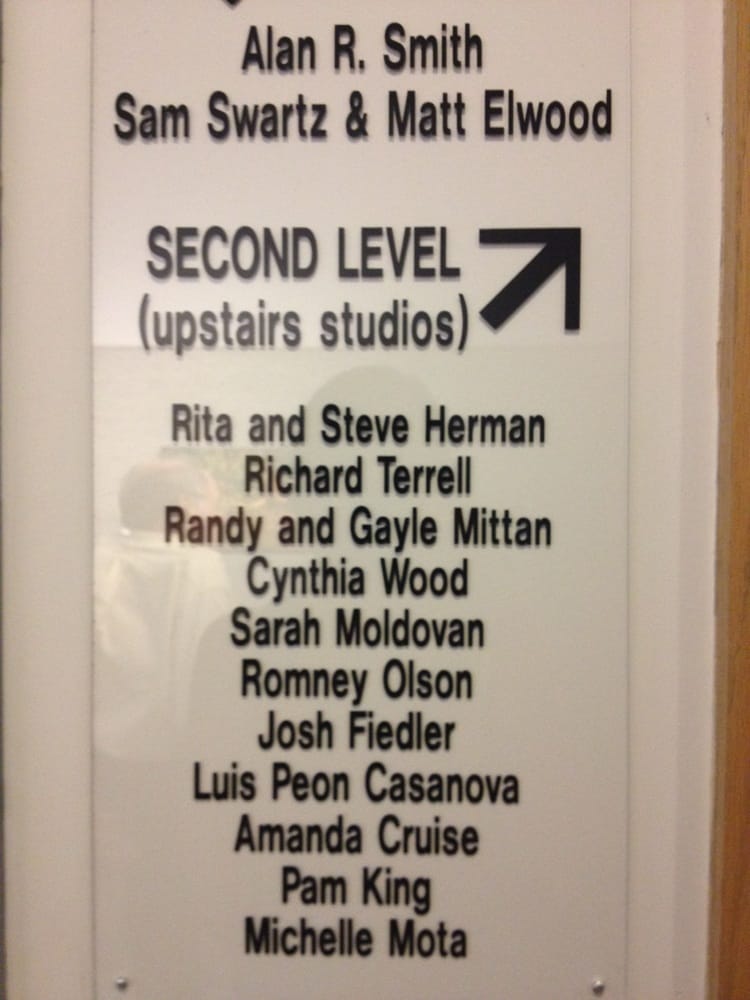 Alan R. Smith
Sam Swartz & Matt Elwood
SECOND LEVEL
(upstairs studios)
Rita and Steve Herman
Richard Terrell
Randy and Gayle Mittan
Cynthia Wood
Sarah Moldovan
Romney Olson
Josh Fiedler
Luis Peon Casanova
Amanda Cruise
Pam King
Michelle Mota